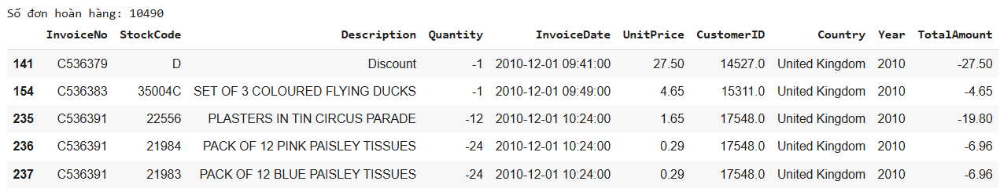 Số đơn hoàn hàng: 10490
InvoiceNo StockCode Description Quantity InvoiceDate UnitPrice CustomerID Country Year TotalAmount
141 C536379 D Discount -1 2010-12-01 09:41:00 27.50 14527.0 United Kingdom 2010 -27.50
154 C536383 35004C SET OF 3 COLOURED FLYING DUCKS -1 2010-12-01 09:49:00 4.65 15311.0 United Kingdom 2010 -4.65
235 C536391 22556 PLASTERS IN TIN CIRCUS PARADE -12 2010-12-01 10:24:00 1.65 17548.0 United Kingdom 2010 -19.80
236 C536391 21984 PACK OF 12 PINK PAISLEY TISSUES -24 2010-12-01 10:24:00 0.29 17548.0 United Kingdom 2010 -6.96
237 C536391 21983 PACK OF 12 BLUE PAISLEY TISSUES -24 2010-12-01 10:24:00 0.29 17548.0 United Kingdom 2010 -6.96